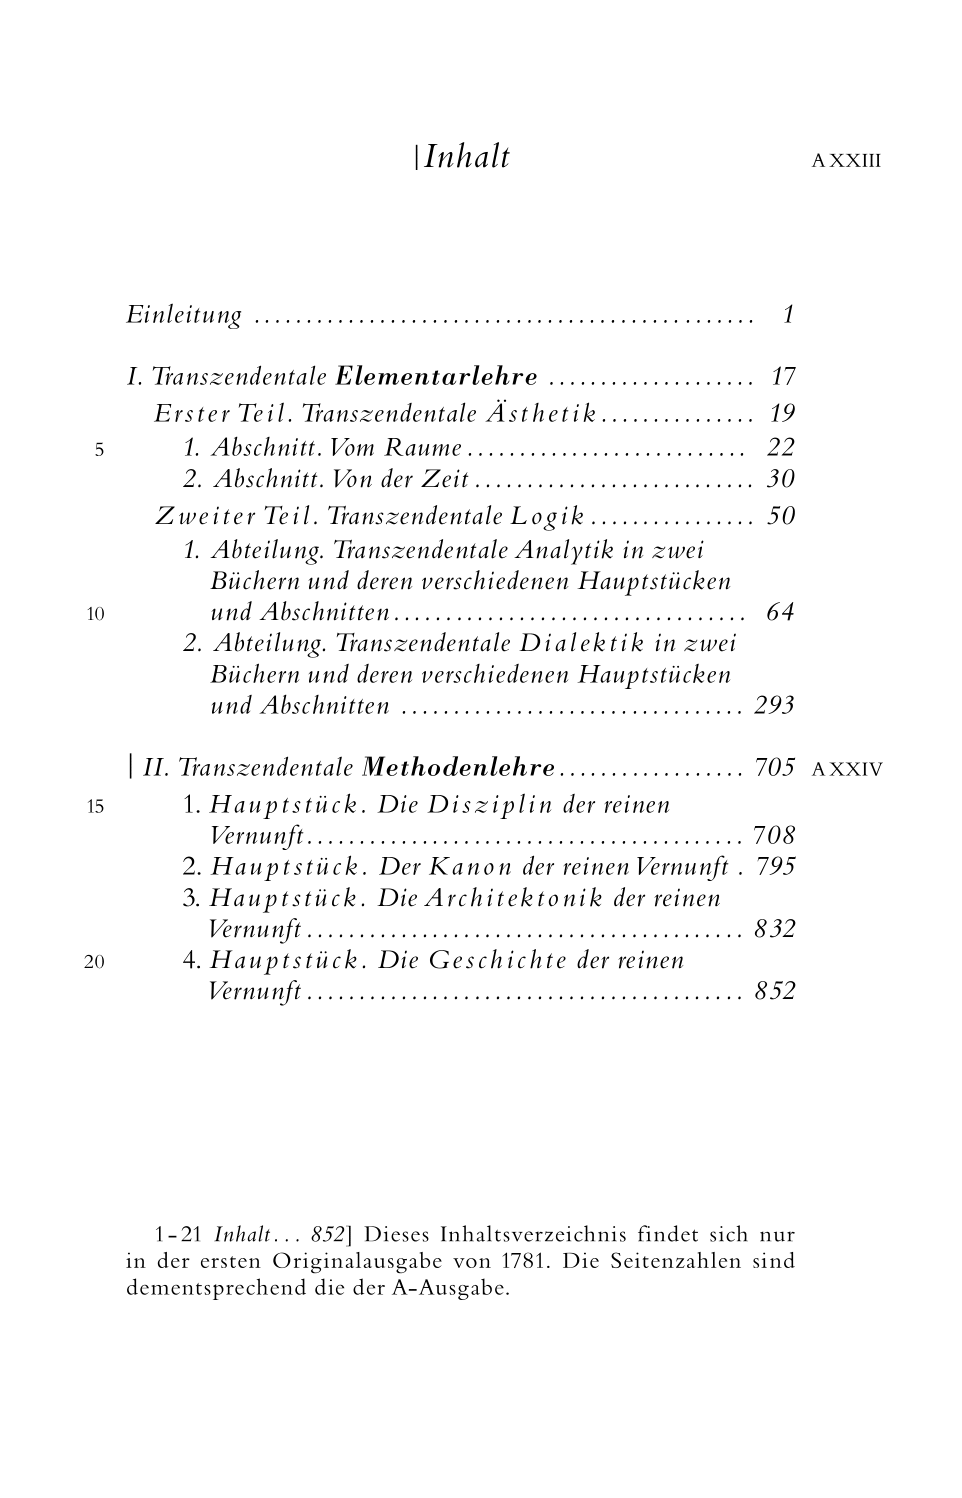 |Inhalt A XXIII
Einleitung ................................................ 1
I. Transzendentale Elementarlehre .................... 17
Erster Teil. Transzendentale Ästhetik ............... 19
5 1. Abschnitt. Vom Raume ........................... 22
2. Abschnitt. Von der Zeit ........................... 30
Zweiter Teil. Transzendentale Logik ................ 50
1. Abteilung. Transzendentale Analytik in zwei
Büchern und deren verschiedenen Hauptstücken
10 und Abschnitten .................................. 64
2. Abteilung. Transzendentale Dialektik in zwei
Büchern und deren verschiedenen Hauptstücken
und Abschnitten ................................. 293
| II. Transzendentale Methodenlehre .................. 705 A XXIV
15 1. Hauptstück. Die Disziplin der reinen
Vernunft .......................................... 708
2. Hauptstück. Der Kanon der reinen Vernunft . 795
3. Hauptstück. Die Architektonik der reinen
Vernunft .......................................... 832
20 4. Hauptstück. Die Geschichte der reinen
Vernunft .......................................... 852
1–21 Inhalt... 852] Dieses Inhaltsverzeichnis findet sich nur
in der ersten Originalausgabe von 1781. Die Seitenzahlen sind
dementsprechend die der A-Ausgabe.